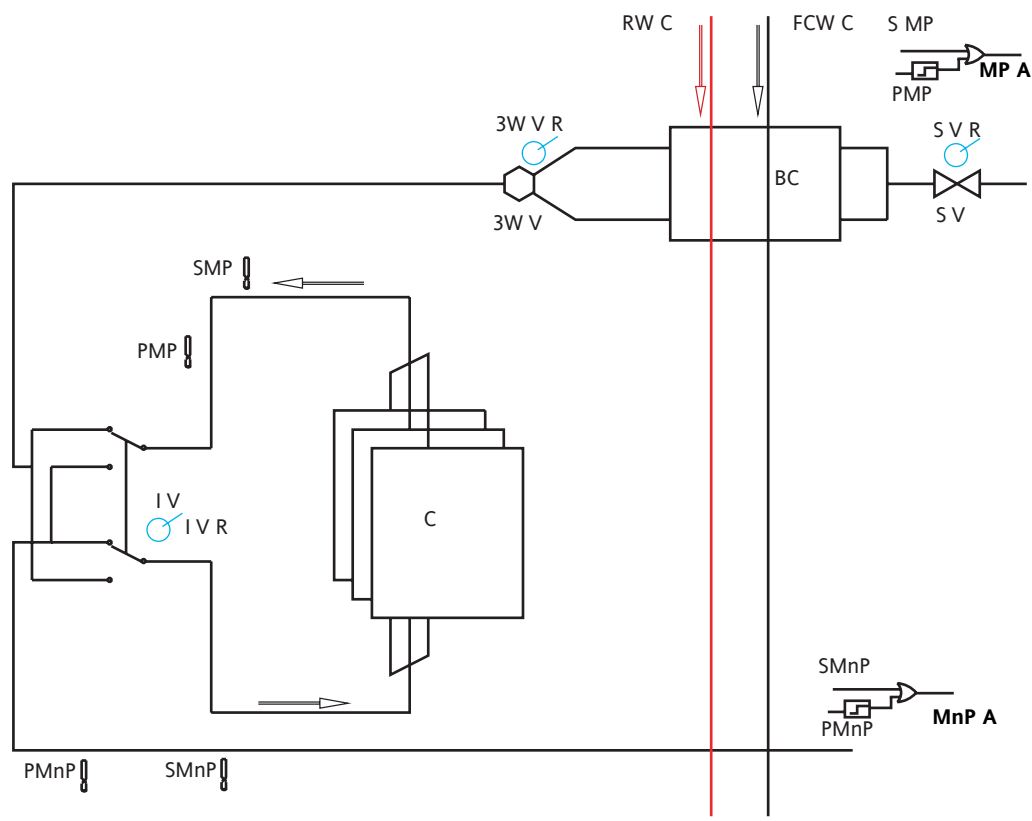 RW C
FCW C
S MP
MP A
PMP
3W V R
S V R
BC
3W V
S V
SMP
PMP
I V
I V R
C
SMnP
MnP A
PMnP
PMnP
SMnP